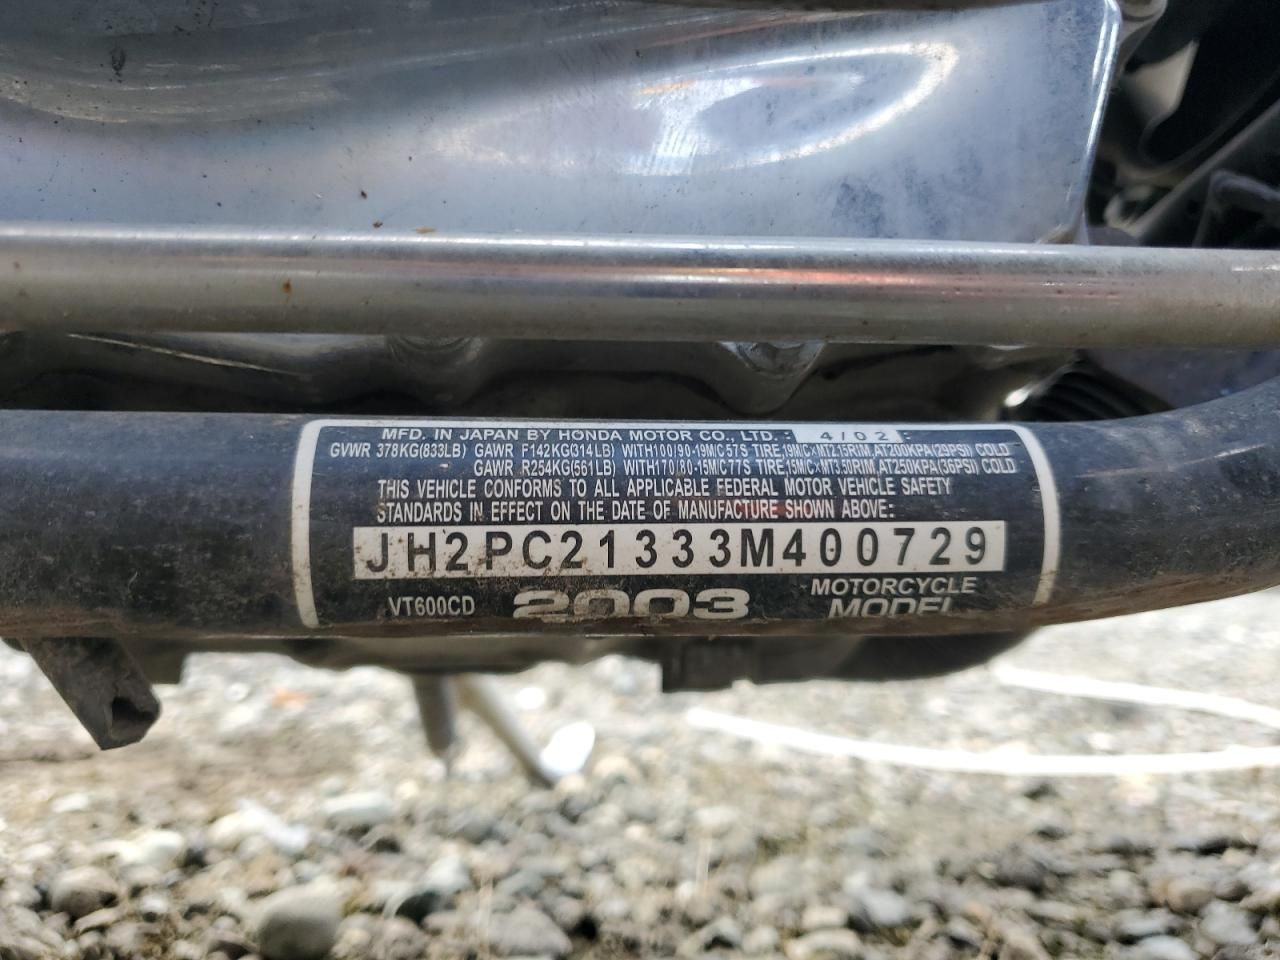 MFD. IN JAPAN BY HONDA MOTOR CO., LTD. : 4/02 :
GVWR 378KG(833LB) GAWR F142KG(314LB) WITH100/90-19M/C57S TIRE,19M/C×MT2.15RIM,AT200KPA(29PSI) COLD
GAWR R254KG(561LB) WITH170/80-15M/C77S TIRE,15M/C×MT3.50RIM,AT250KPA(36PSI) COLD
THIS VEHICLE CONFORMS TO ALL APPLICABLE FEDERAL MOTOR VEHICLE SAFETY
STANDARDS IN EFFECT ON THE DATE OF MANUFACTURE SHOWN ABOVE:
JH2PC21333M400729
VT600CD 2003 MOTORCYCLE
MODEL